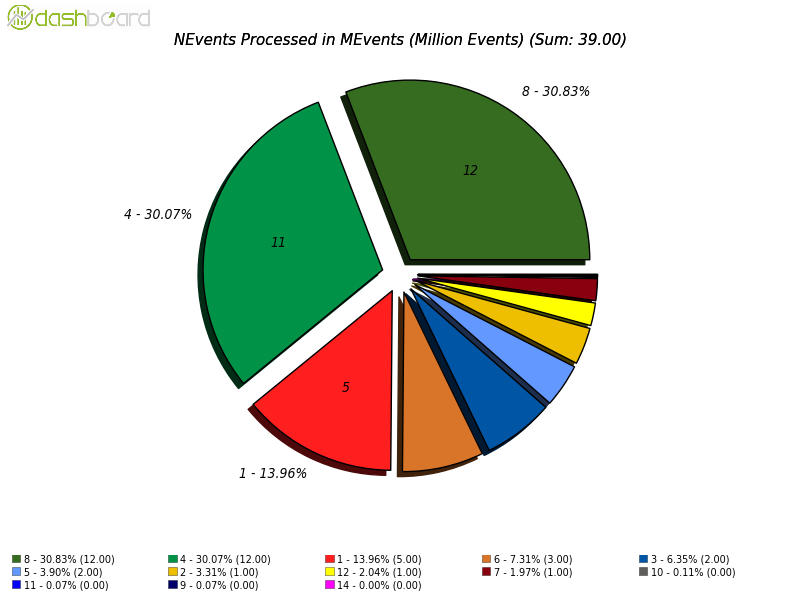 dashboard
NEvents Processed in MEvents (Million Events) (Sum: 39.00)
8 - 30.83%
12
4 - 30.07%
11
5
1 - 13.96%
8 - 30.83% (12.00) 4 - 30.07% (12.00) 1 - 13.96% (5.00) 6 - 7.31% (3.00) 3 - 6.35% (2.00)
5 - 3.90% (2.00) 2 - 3.31% (1.00) 12 - 2.04% (1.00) 7 - 1.97% (1.00) 10 - 0.11% (0.00)
11 - 0.07% (0.00) 9 - 0.07% (0.00) 14 - 0.00% (0.00)